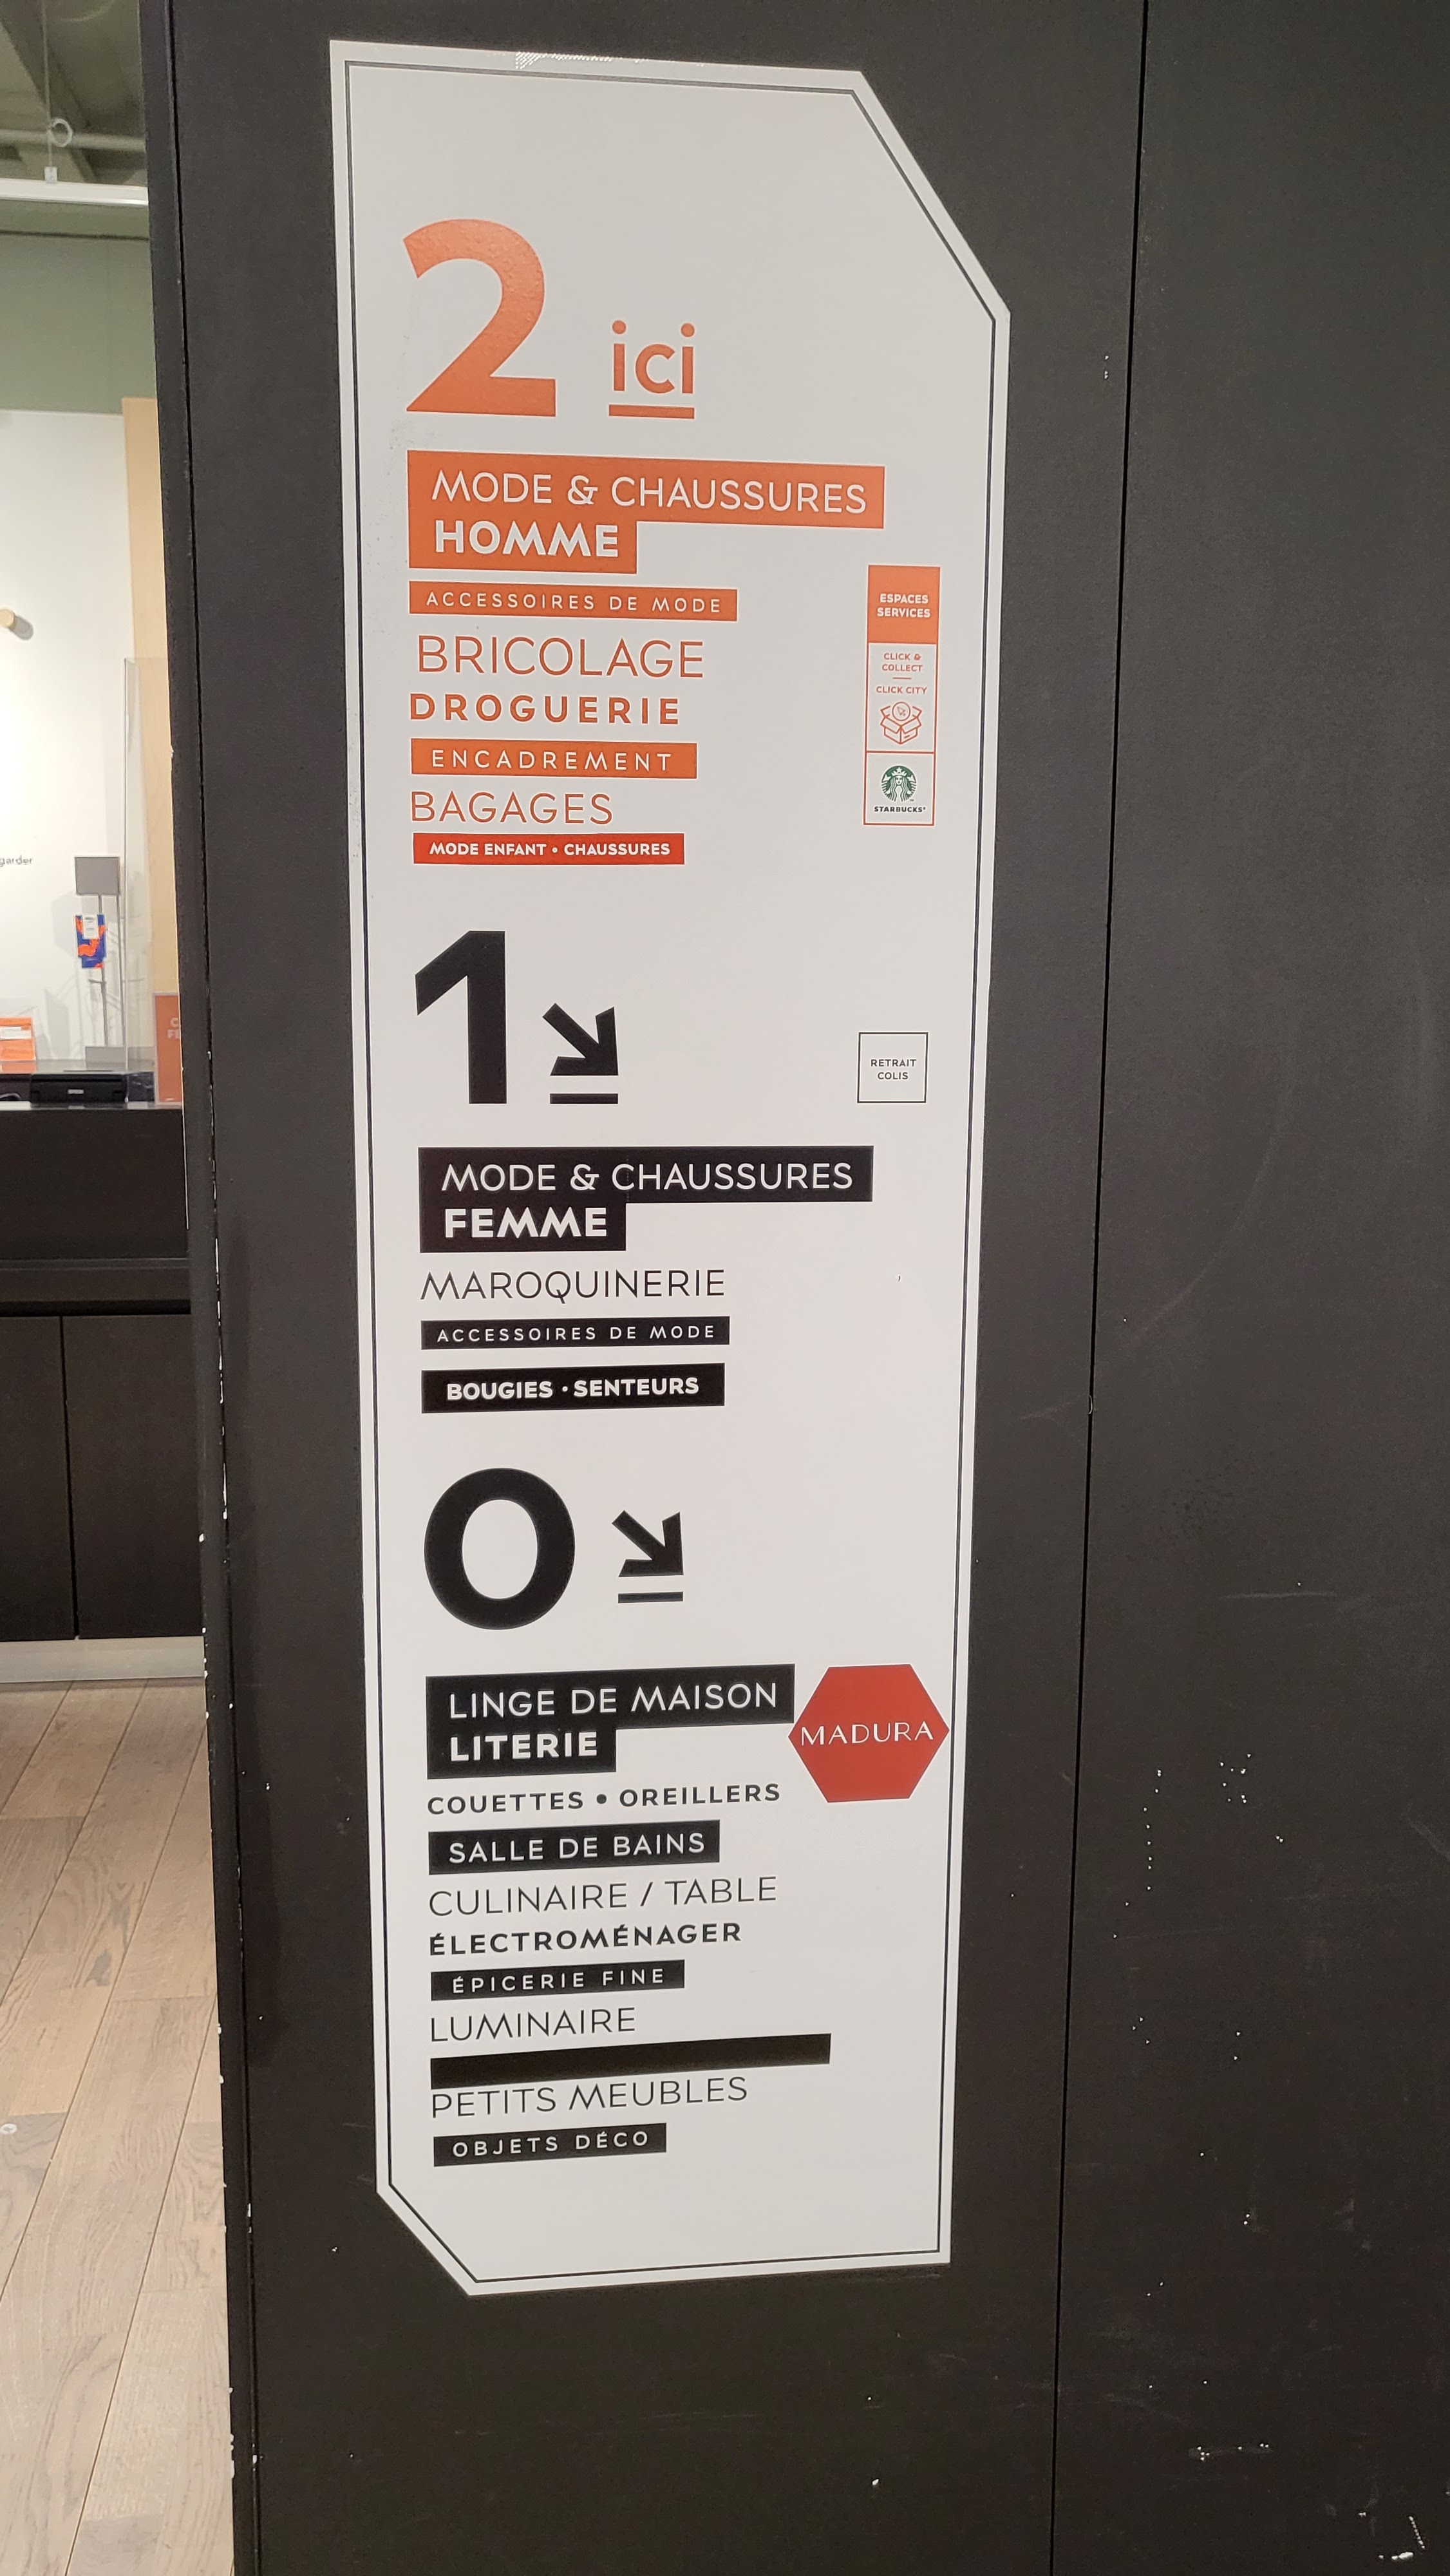 2 ici
MODE & CHAUSSURES
HOMME
ACCESSOIRES DE MODE
BRICOLAGE
DROGUERIE
ENCADREMENT
BAGAGES
MODE ENFANT • CHAUSSURES
ESPACES
SERVICES
CLICK &
COLLECT
CLICK CITY
STARBUCKS
1
RETRAIT
COLIS
MODE & CHAUSSURES
FEMME
MAROQUINERIE
ACCESSOIRES DE MODE
BOUGIES • SENTEURS
0
LINGE DE MAISON
LITERIE
MADURA
COUETTES • OREILLERS
SALLE DE BAINS
CULINAIRE / TABLE
ÉLECTROMÉNAGER
ÉPICERIE FINE
LUMINAIRE
PETITS MEUBLES
OBJETS DÉCO
garder